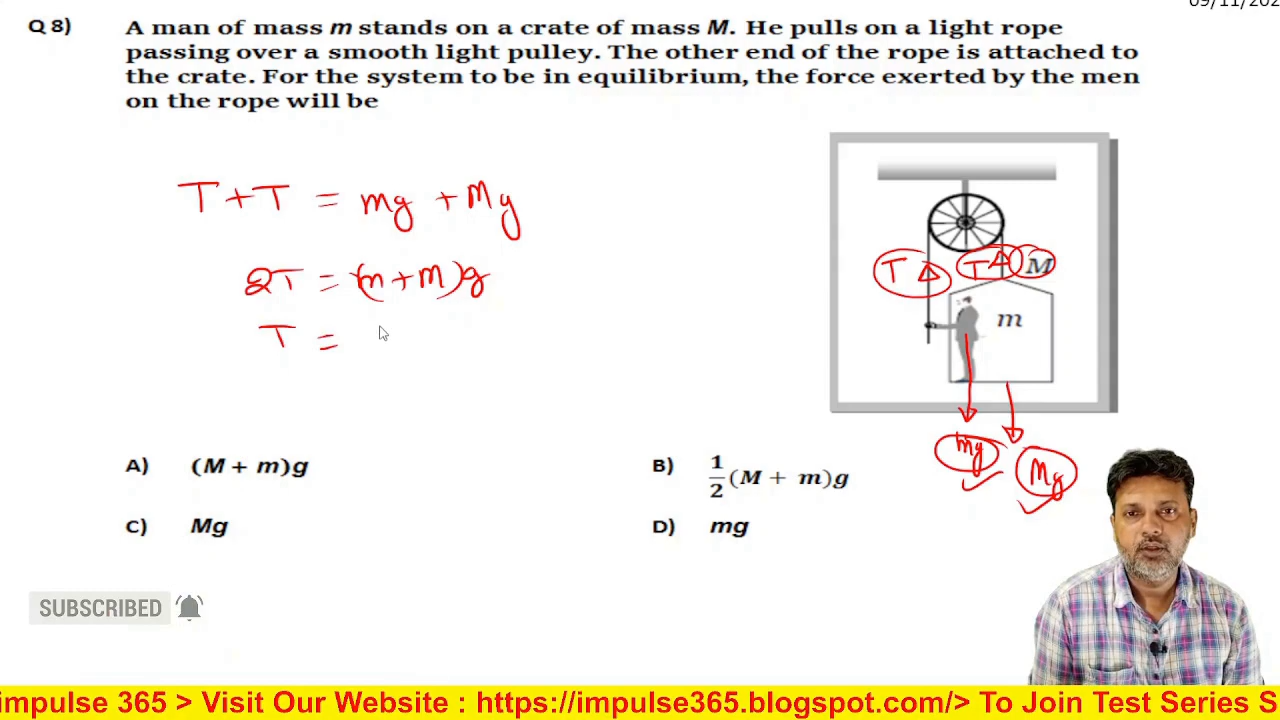 09/11/202
Q 8) A man of mass m stands on a crate of mass M. He pulls on a light rope
passing over a smooth light pulley. The other end of the rope is attached to
the crate. For the system to be in equilibrium, the force exerted by the men
on the rope will be
T + T = mg + Mg
2T = (m + M)g
T =
T T M
m
mg Mg
A) (M + m)g
B) 1/2 (M + m)g
C) Mg
D) mg
SUBSCRIBED
impulse 365 > Visit Our Website : https://impulse365.blogspot.com/> To Join Test Series S